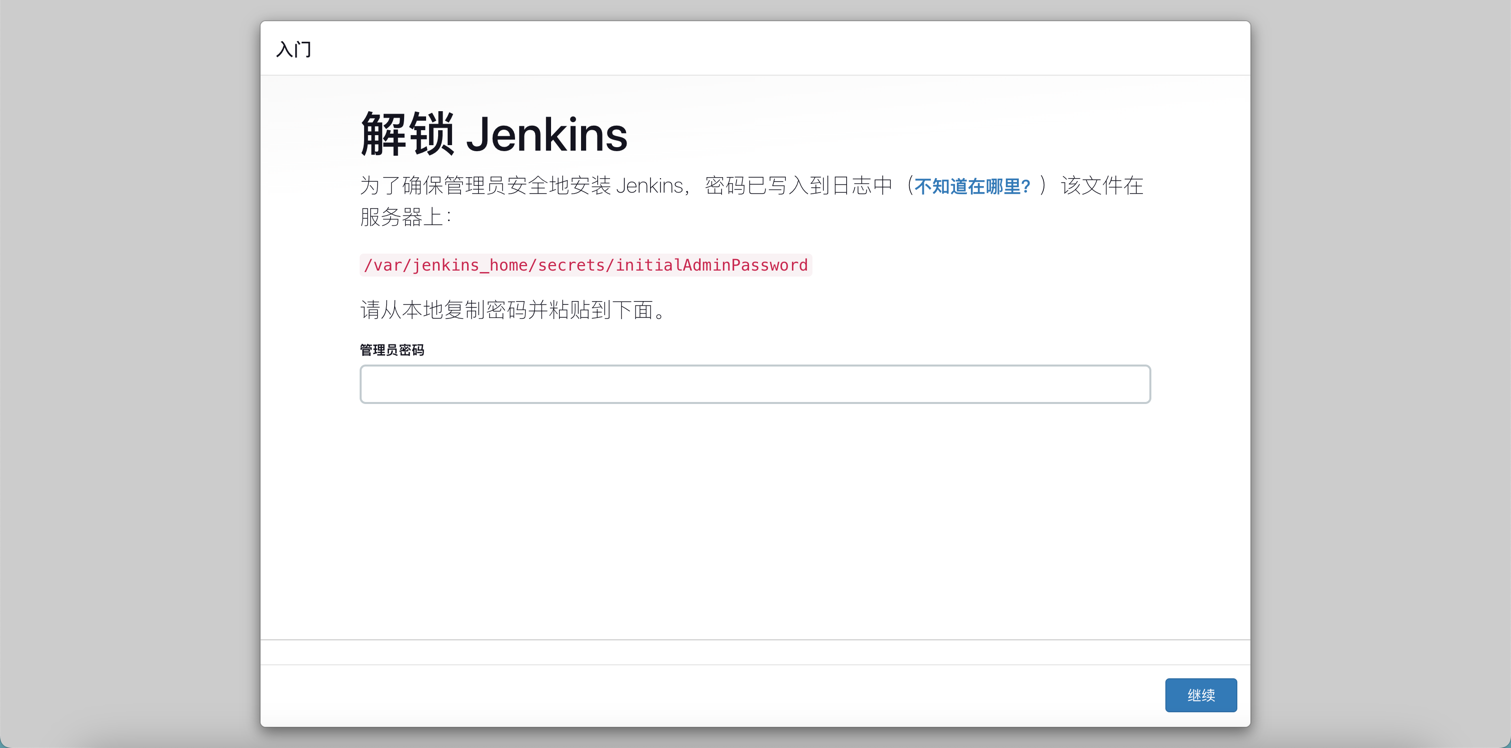 入门
解锁 Jenkins
为了确保管理员安全地安装 Jenkins，密码已写入到日志中（不知道在哪里？）该文件在
服务器上：
/var/jenkins_home/secrets/initialAdminPassword
请从本地复制密码并粘贴到下面。
管理员密码
继续